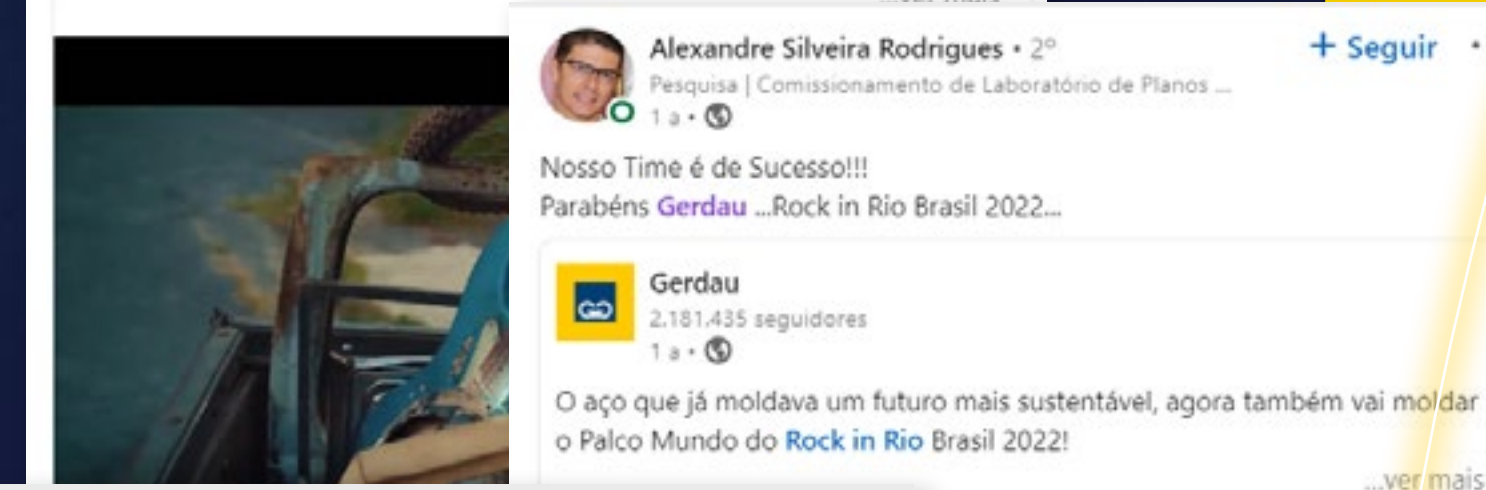 Alexandre Silveira Rodrigues • 2º
+ Seguir
Pesquisa | Comissionamento de Laboratório de Planos ...
1 a •
Nosso Time é de Sucesso!!!
Parabéns Gerdau ...Rock in Rio Brasil 2022...
Gerdau
2.181.435 seguidores
1 a •
O aço que já moldava um futuro mais sustentável, agora também vai moldar
o Palco Mundo do Rock in Rio Brasil 2022!
...ver mais